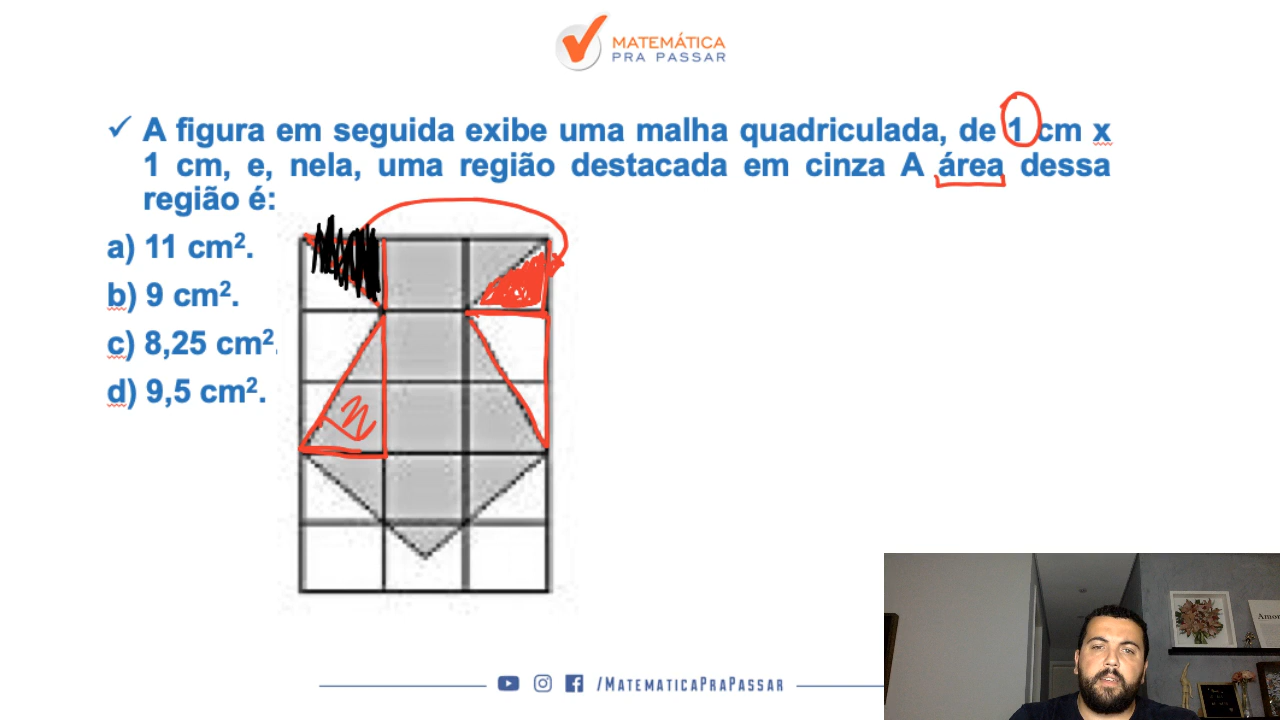 MATEMÁTICA
PRA PASSAR
✓ A figura em seguida exibe uma malha quadriculada, de 1 cm x
1 cm, e, nela, uma região destacada em cinza A área dessa
região é:
a) 11 cm².
b) 9 cm².
c) 8,25 cm².
d) 9,5 cm².
Amor
/MATEMATICAPRAPASSAR